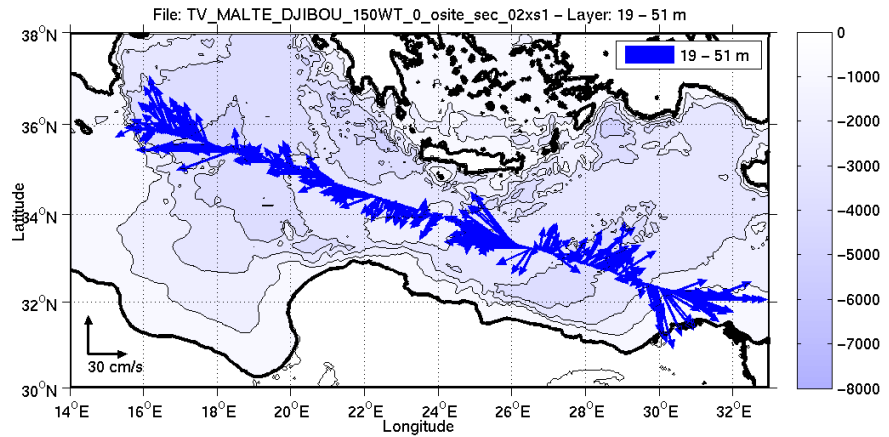 File: TV_MALTE_DJIBOU_150WT_0_osite_sec_02xs1 – Layer: 19 – 51 m
38°N
36°N
34°N
32°N
30°N
Latitude
19 – 51 m
30 cm/s
14°E 16°E 18°E 20°E 22°E 24°E 26°E 28°E 30°E 32°E
Longitude
0
−1000
−2000
−3000
−4000
−5000
−6000
−7000
−8000